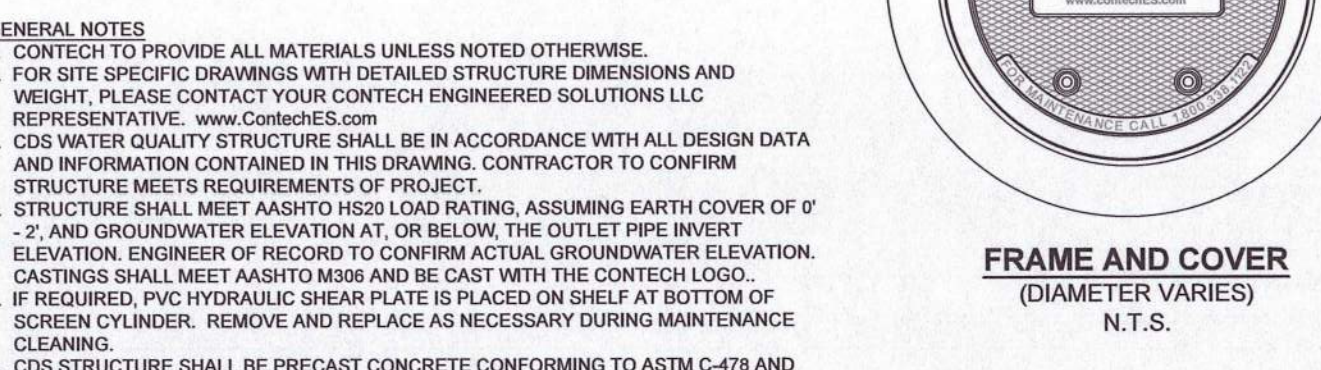 ENERAL NOTES
CONTECH TO PROVIDE ALL MATERIALS UNLESS NOTED OTHERWISE.
FOR SITE SPECIFIC DRAWINGS WITH DETAILED STRUCTURE DIMENSIONS AND
WEIGHT, PLEASE CONTACT YOUR CONTECH ENGINEERED SOLUTIONS LLC
REPRESENTATIVE. www.ContechES.com
CDS WATER QUALITY STRUCTURE SHALL BE IN ACCORDANCE WITH ALL DESIGN DATA
AND INFORMATION CONTAINED IN THIS DRAWING. CONTRACTOR TO CONFIRM
STRUCTURE MEETS REQUIREMENTS OF PROJECT.
STRUCTURE SHALL MEET AASHTO HS20 LOAD RATING, ASSUMING EARTH COVER OF 0'
- 2', AND GROUNDWATER ELEVATION AT, OR BELOW, THE OUTLET PIPE INVERT
ELEVATION. ENGINEER OF RECORD TO CONFIRM ACTUAL GROUNDWATER ELEVATION.
CASTINGS SHALL MEET AASHTO M306 AND BE CAST WITH THE CONTECH LOGO..
IF REQUIRED, PVC HYDRAULIC SHEAR PLATE IS PLACED ON SHELF AT BOTTOM OF
SCREEN CYLINDER. REMOVE AND REPLACE AS NECESSARY DURING MAINTENANCE
CLEANING.
CDS STRUCTURE SHALL BE PRECAST CONCRETE CONFORMING TO ASTM C-478 AND
www.contechES.com
FOR MAINTENANCE CALL 1.800.338.1122
FRAME AND COVER
(DIAMETER VARIES)
N.T.S.